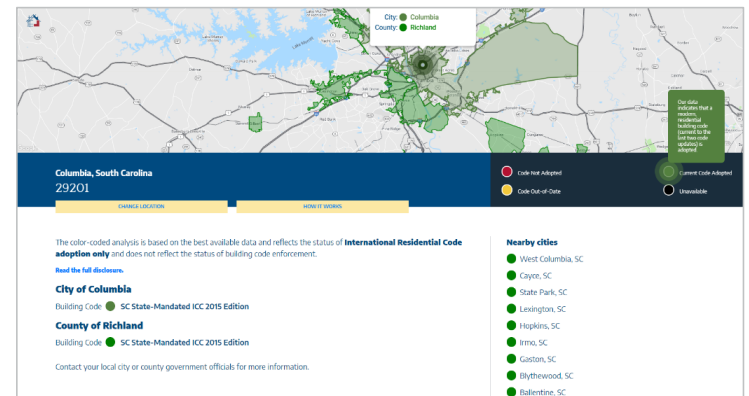 City: Columbia
County: Richland
Our data
indicates that a
modern,
residential
building code
(current to the
last two code
updates) is
adopted
Columbia, South Carolina
29201
CHANGE LOCATION
HOW IT WORKS
Code Not Adopted
Current Code Adopted
Code Out-of-Date
Unavailable
The color-coded analysis is based on the best available data and reflects the status of International Residential Code
adoption only and does not reflect the status of building code enforcement.
Read the full disclosure.
City of Columbia
Building Code SC State-Mandated ICC 2015 Edition
County of Richland
Building Code SC State-Mandated ICC 2015 Edition
Contact your local city or county government officials for more information.
Nearby cities
West Columbia, SC
Cayce, SC
State Park, SC
Lexington, SC
Hopkins, SC
Irmo, SC
Gaston, SC
Blythewood, SC
Ballentine, SC